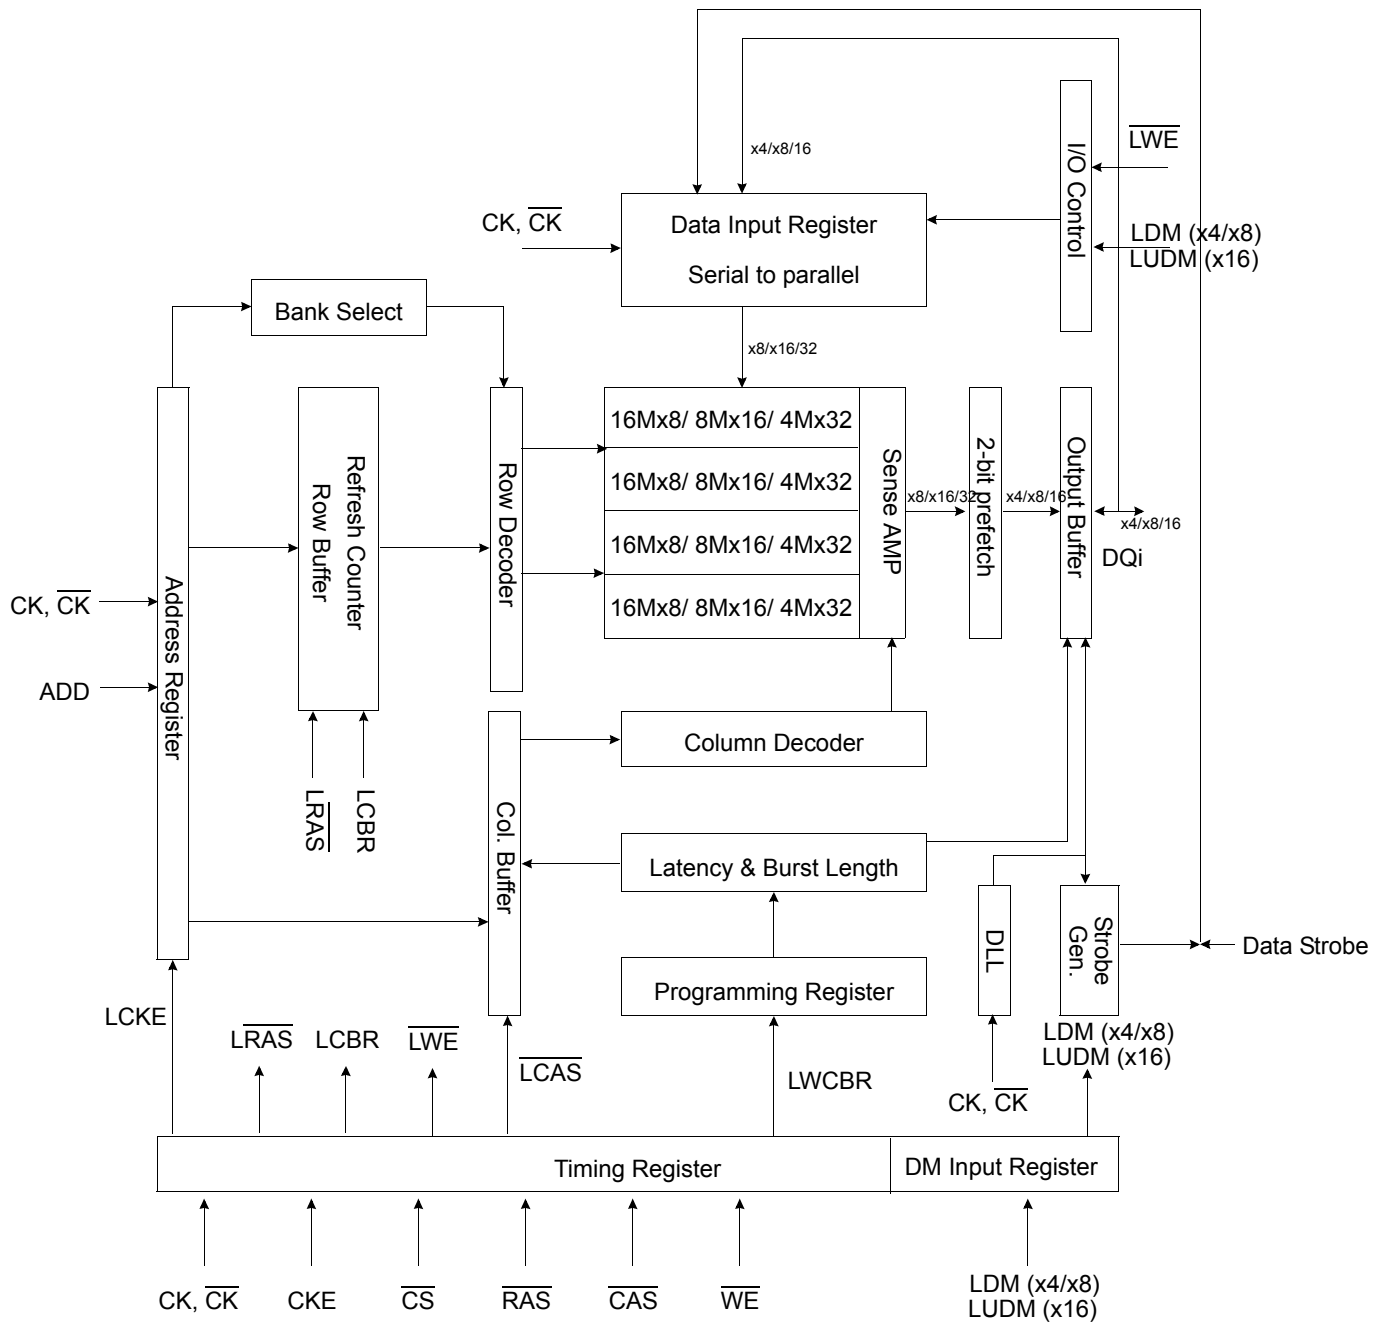 x4/x8/16
LWE
I/O Control
LDM (x4/x8)
LUDM (x16)
CK, CK
Data Input Register
Serial to parallel
Bank Select
x8/x16/32
Address Register
Refresh Counter
Row Buffer
Row Decoder
16Mx8/ 8Mx16/ 4Mx32
16Mx8/ 8Mx16/ 4Mx32
16Mx8/ 8Mx16/ 4Mx32
16Mx8/ 8Mx16/ 4Mx32
Sense AMP
x8/x16/32
2-bit prefetch
x4/x8/16
Output Buffer
x4/x8/16
DQi
CK, CK
ADD
LRAS
LCBR
Col. Buffer
Column Decoder
Latency & Burst Length
Programming Register
DLL
Strobe
Gen.
Data Strobe
LCKE
LRAS
LCBR
LWE
LCAS
LWCBR
CK, CK
LDM (x4/x8)
LUDM (x16)
Timing Register
DM Input Register
CK, CK
CKE
CS
RAS
CAS
WE
LDM (x4/x8)
LUDM (x16)